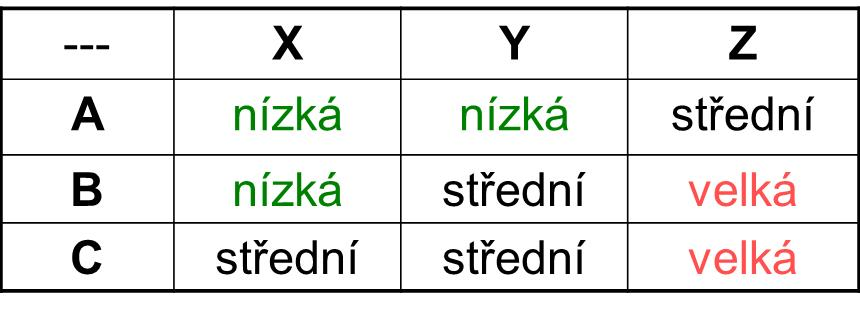 --- X Y Z
A nízká nízká střední
B nízká střední velká
C střední střední velká